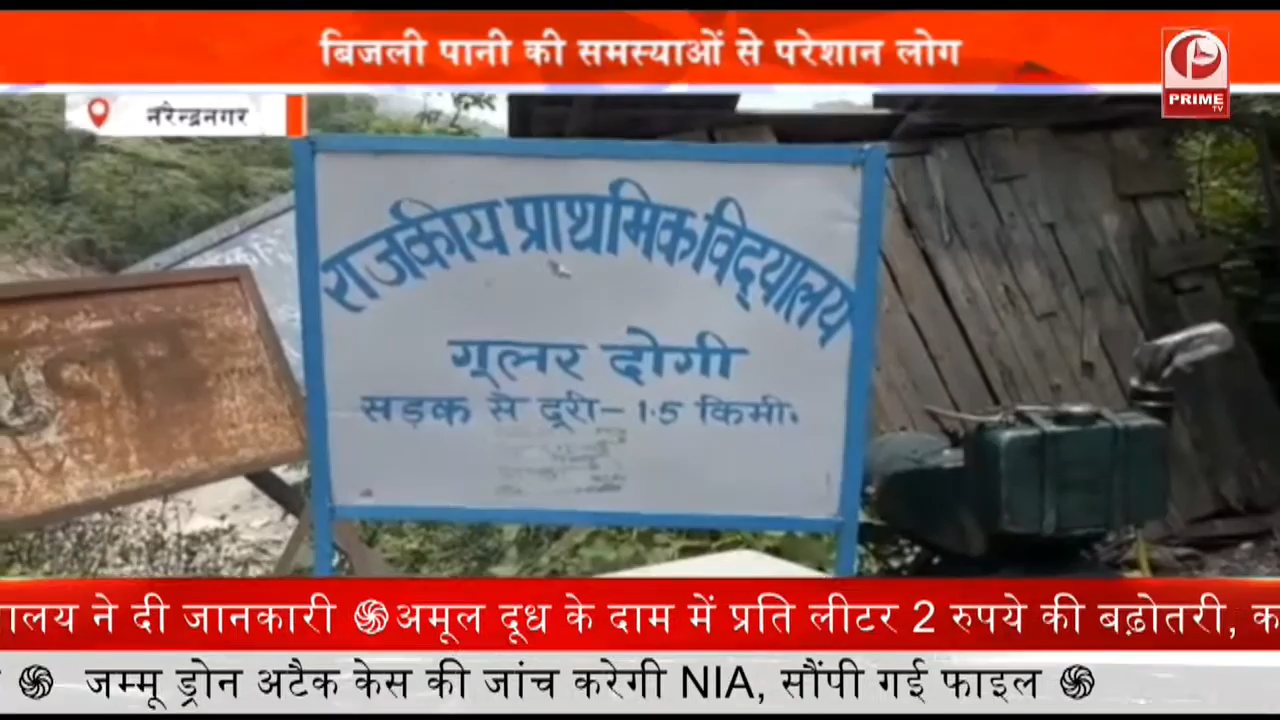 बिजली पानी की समस्याओं से परेशान लोग
PRIME
TV
नरेन्द्रनगर
राजकीय प्राथमिक विद्यालय
गूलर दोगी
सड़क से दूरी- 1.5 किमी.
ालय ने दी जानकारी ֍अमूल दूध के दाम में प्रति लीटर 2 रुपये की बढ़ोतरी, क
֍ जम्मू ड्रोन अटैक केस की जांच करेगी NIA, सौंपी गई फाइल ֍